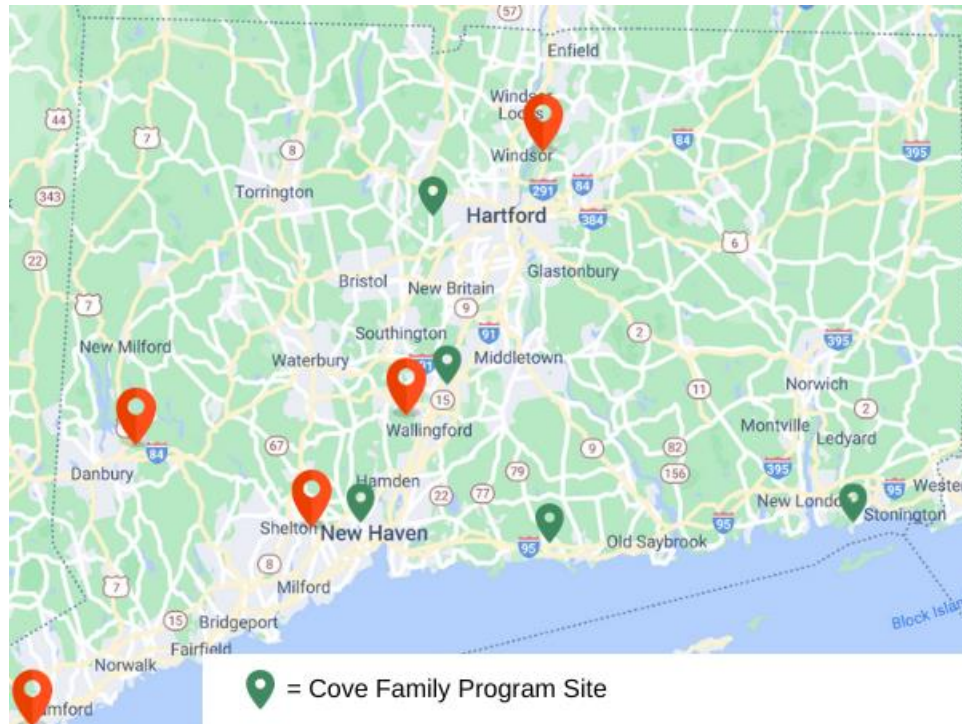 57
Enfield
44
7
Windsor
Locks
8
84
395
Windsor
Torrington
291
84
343
Hartford
384
6
22
Glastonbury
Bristol
New Britain
7
9
Southington
91
2
395
New Milford
Waterbury
Middletown
15
11
Norwich
Wallingford
2
67
Montville
Ledyard
84
9
82
Danbury
79
395
156
Hamden
22
77
New London
95
Shelton
New Haven
95
Old Saybrook
95
Stonington
8
7
Milford
15
Bridgeport
Fairfield
Norwalk
= Cove Family Program Site